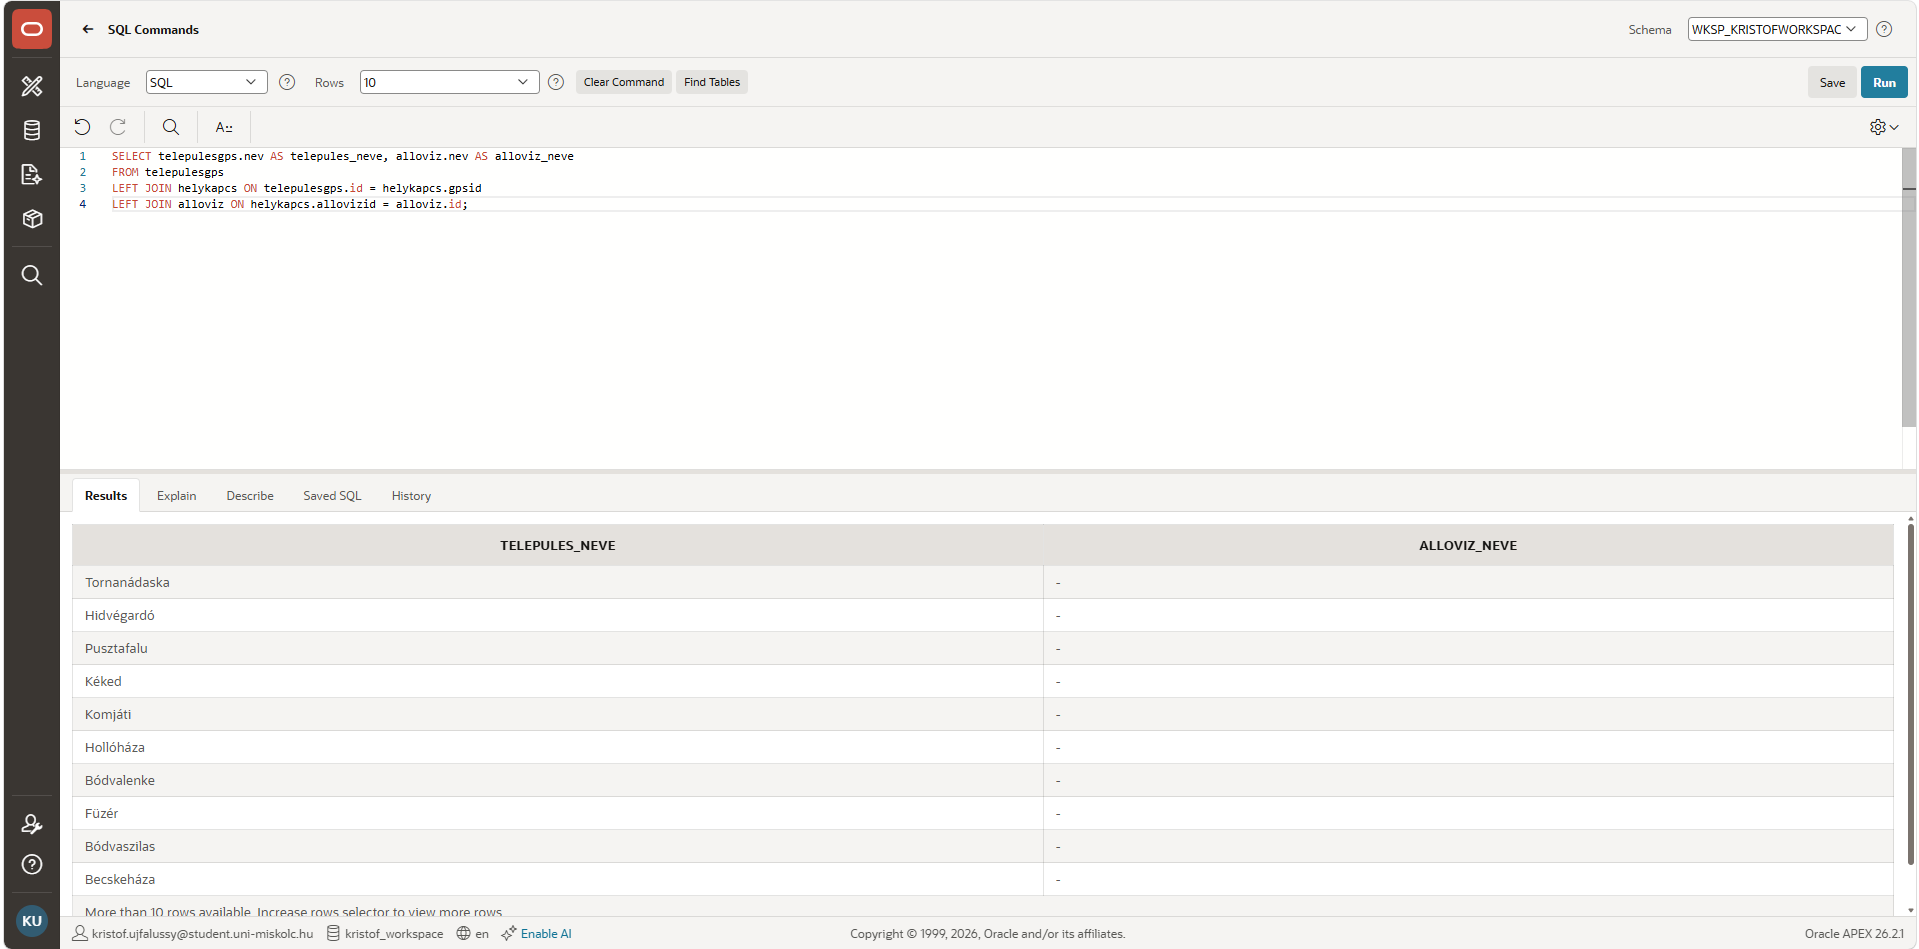 SQL Commands
Schema
WKSP_KRISTOFWORKSPAC
Language
SQL
Rows
10
Clear Command
Find Tables
Save
Run
A::
1 SELECT telepulesgps.nev AS telepules_neve, alloviz.nev AS alloviz_neve
2 FROM telepulesgps
3 LEFT JOIN helykapcs ON telepulesgps.id = helykapcs.gpsid
4 LEFT JOIN alloviz ON helykapcs.allovizid = alloviz.id;
Results Explain Describe Saved SQL History
TELEPULES_NEVE ALLOVIZ_NEVE
Tornanádaska -
Hidvégardó -
Pusztafalu -
Kéked -
Komjáti -
Hollóháza -
Bódvalenke -
Füzér -
Bódvaszilas -
Becskeháza -
More than 10 rows available. Increase rows selector to view more rows
KU
kristof.ujfalussy@student.uni-miskolc.hu kristof_workspace en Enable AI
Copyright © 1999, 2026, Oracle and/or its affiliates.
Oracle APEX 26.2.1